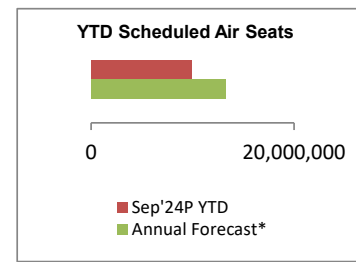 YTD Scheduled Air Seats
0 20,000,000
Sep'24P YTD
Annual Forecast*